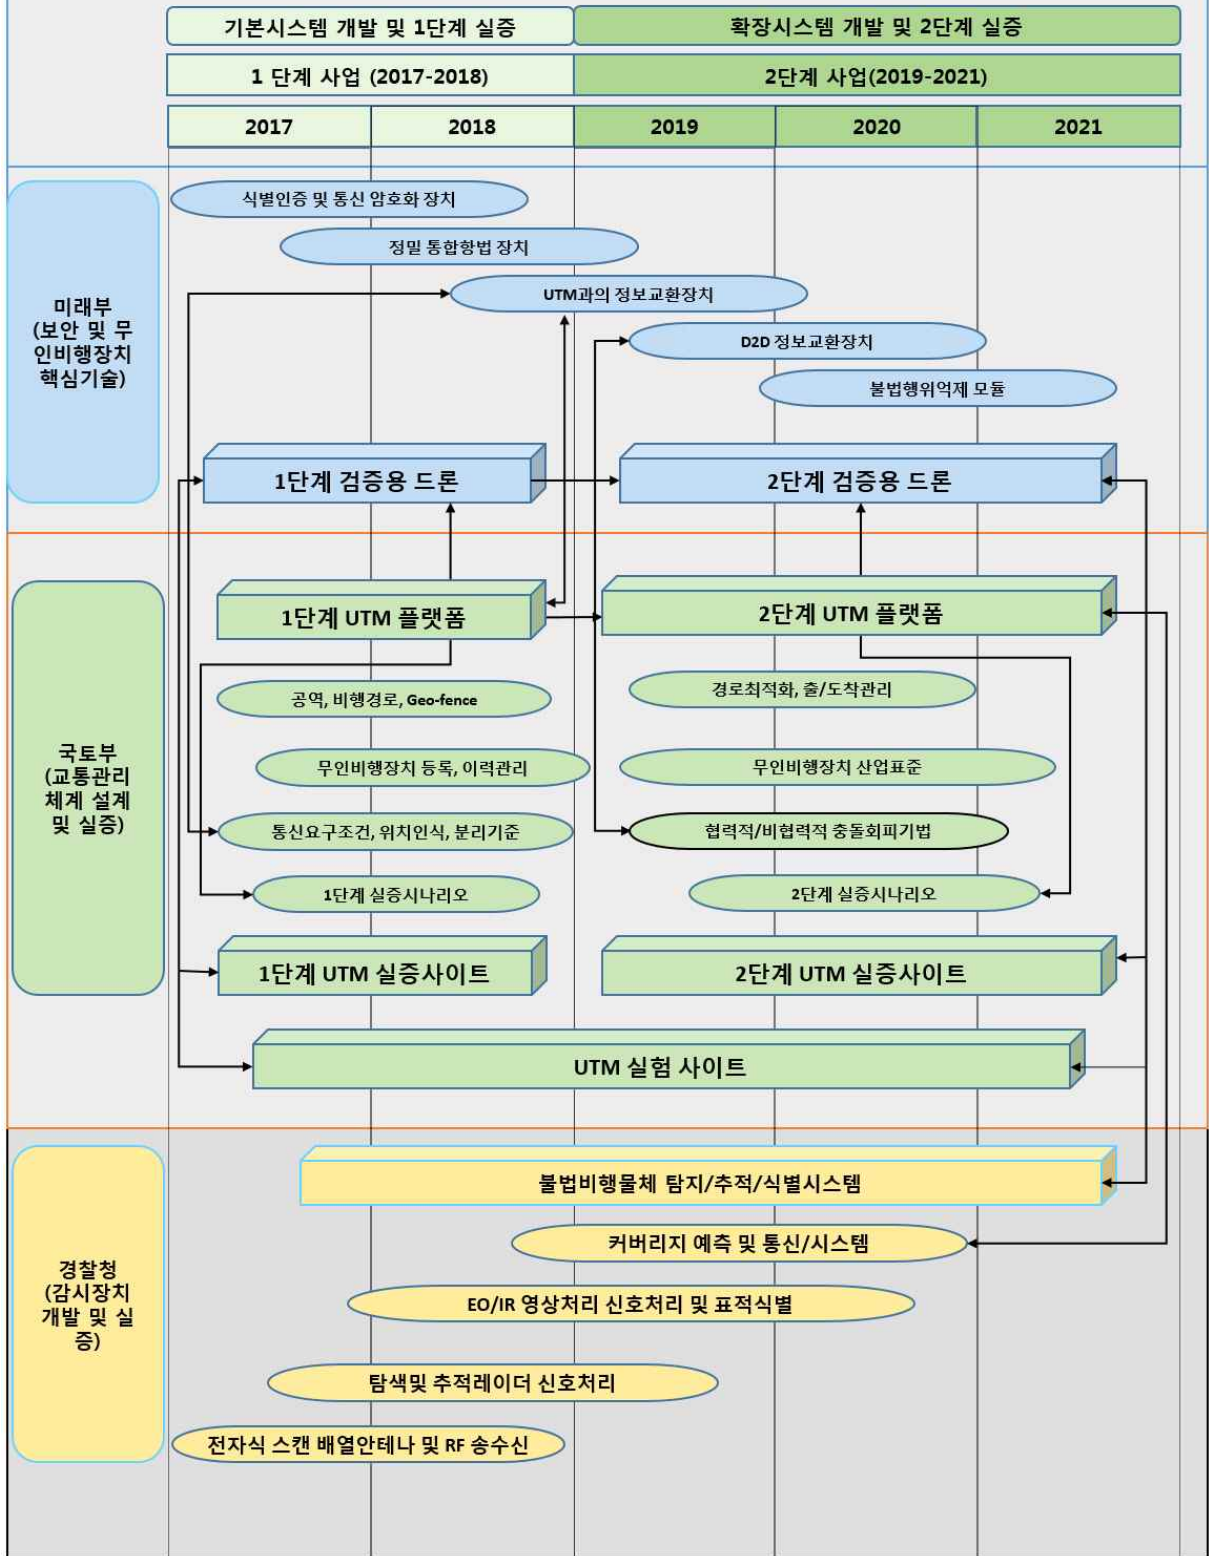 기본시스템 개발 및 1단계 실증
확장시스템 개발 및 2단계 실증
1 단계 사업 (2017-2018)
2단계 사업(2019-2021)
2017
2018
2019
2020
2021
미래부
(보안 및 무
인비행장치
핵심기술)
식별인증 및 통신 암호화 장치
정밀 통합항법 장치
UTM과의 정보교환장치
D2D 정보교환장치
불법행위억제 모듈
1단계 검증용 드론
2단계 검증용 드론
국토부
(교통관리
체계 설계
및 실증)
1단계 UTM 플랫폼
2단계 UTM 플랫폼
공역, 비행경로, Geo-fence
경로최적화, 출/도착관리
무인비행장치 등록, 이력관리
무인비행장치 산업표준
통신요구조건, 위치인식, 분리기준
협력적/비협력적 충돌회피기법
1단계 실증시나리오
2단계 실증시나리오
1단계 UTM 실증사이트
2단계 UTM 실증사이트
UTM 실험 사이트
경찰청
(감시장치
개발 및 실
증)
불법비행물체 탐지/추적/식별시스템
커버리지 예측 및 통신/시스템
EO/IR 영상처리 신호처리 및 표적식별
탐색및 추적레이더 신호처리
전자식 스캔 배열안테나 및 RF 송수신